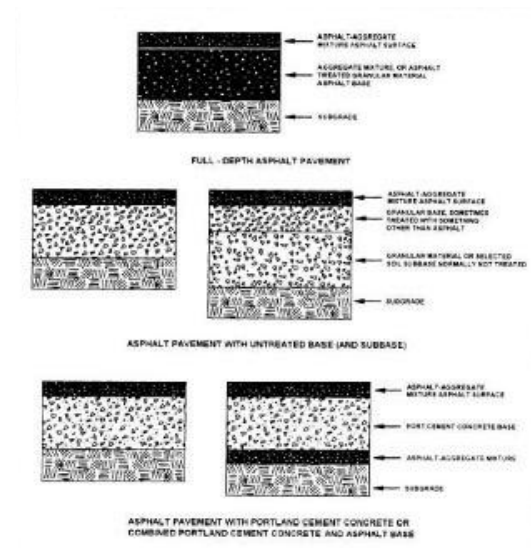 ASPHALT-AGGREGATE
MIXTURE ASPHALT SURFACE
AGGREGATE MIXTURE, OR ASPHALT
TREATED GRANULAR MATERIAL
ASPHALT BASE
SUBGRADE
FULL - DEPTH ASPHALT PAVEMENT
ASPHALT-AGGREGATE
MIXTURE ASPHALT SURFACE
GRANULAR BASE, SOMETIMES
TREATED WITH SOMETHING
OTHER THAN ASPHALT
GRANULAR MATERIAL OR SELECTED
SOIL SUBBASE NORMALLY NOT TREATED
SUBGRADE
ASPHALT PAVEMENT WITH UNTREATED BASE (AND SUBBASE)
ASPHALT-AGGREGATE
MIXTURE ASPHALT SURFACE
PORT.CEMENT CONCRETE BASE
ASPHALT-AGGREGATE MIXTURE
SUBGRADE
ASPHALT PAVEMENT WITH PORTLAND CEMENT CONCRETE OR
COMBINED PORTLAND CEMENT CONCRETE AND ASPHALT BASE